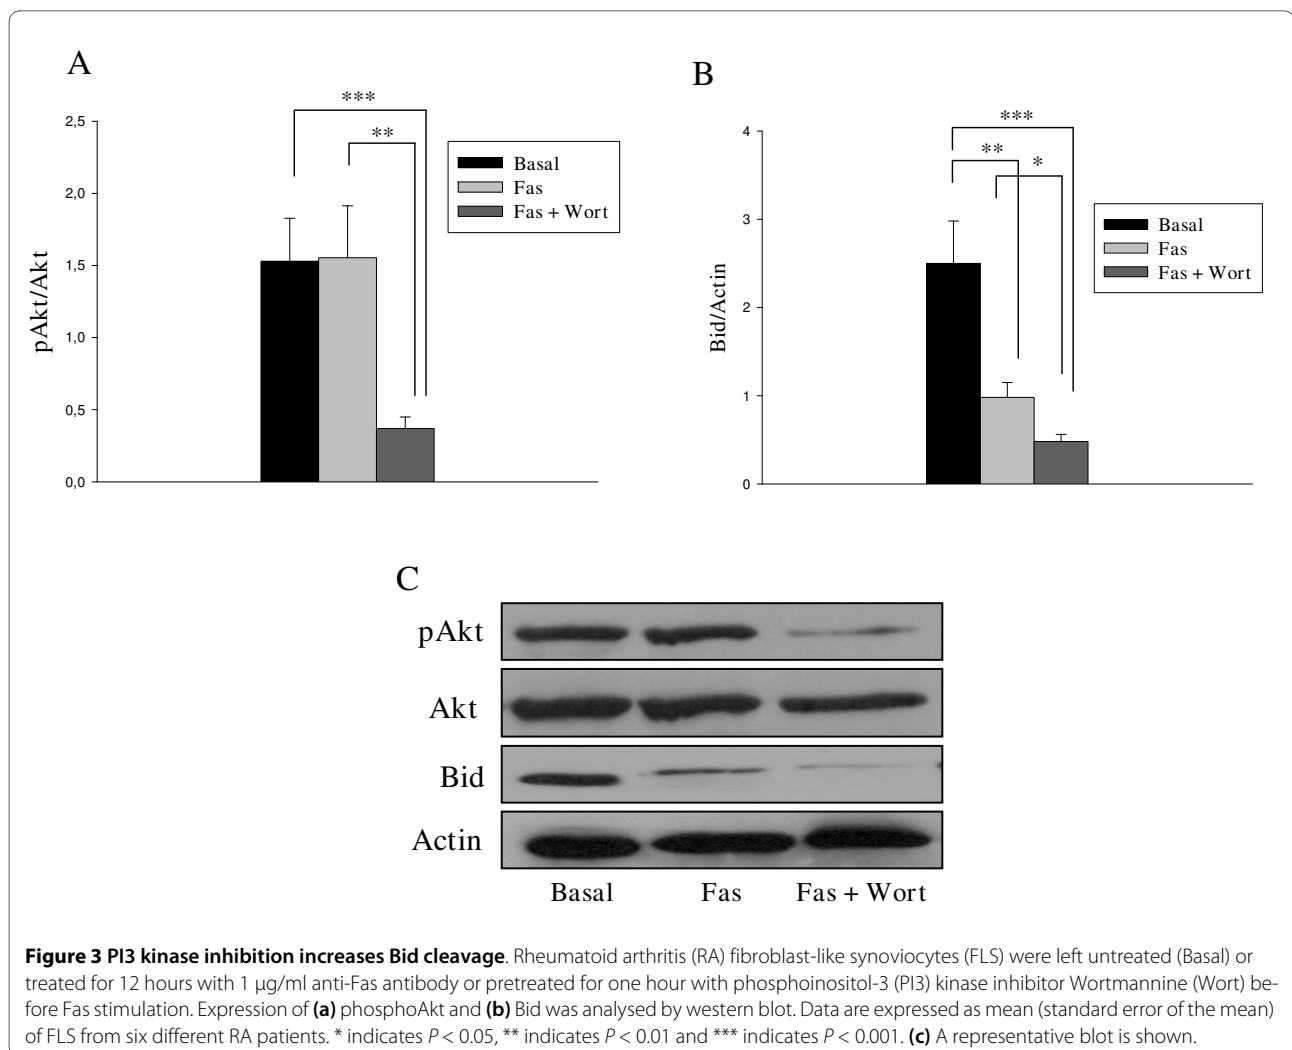 A
***
**
2,5
2,0
1,5
1,0
0,5
0,0
pAkt/Akt
Basal
Fas
Fas + Wort
B
***
**
*
4
3
2
1
0
Bid/Actin
Basal
Fas
Fas + Wort
C
pAkt
Akt
Bid
Actin
Basal Fas Fas + Wort
Figure 3 PI3 kinase inhibition increases Bid cleavage. Rheumatoid arthritis (RA) fibroblast-like synoviocytes (FLS) were left untreated (Basal) or
treated for 12 hours with 1 μg/ml anti-Fas antibody or pretreated for one hour with phosphoinositol-3 (PI3) kinase inhibitor Wortmannine (Wort) be-
fore Fas stimulation. Expression of (a) phosphoAkt and (b) Bid was analysed by western blot. Data are expressed as mean (standard error of the mean)
of FLS from six different RA patients. * indicates P < 0.05, ** indicates P < 0.01 and *** indicates P < 0.001. (c) A representative blot is shown.